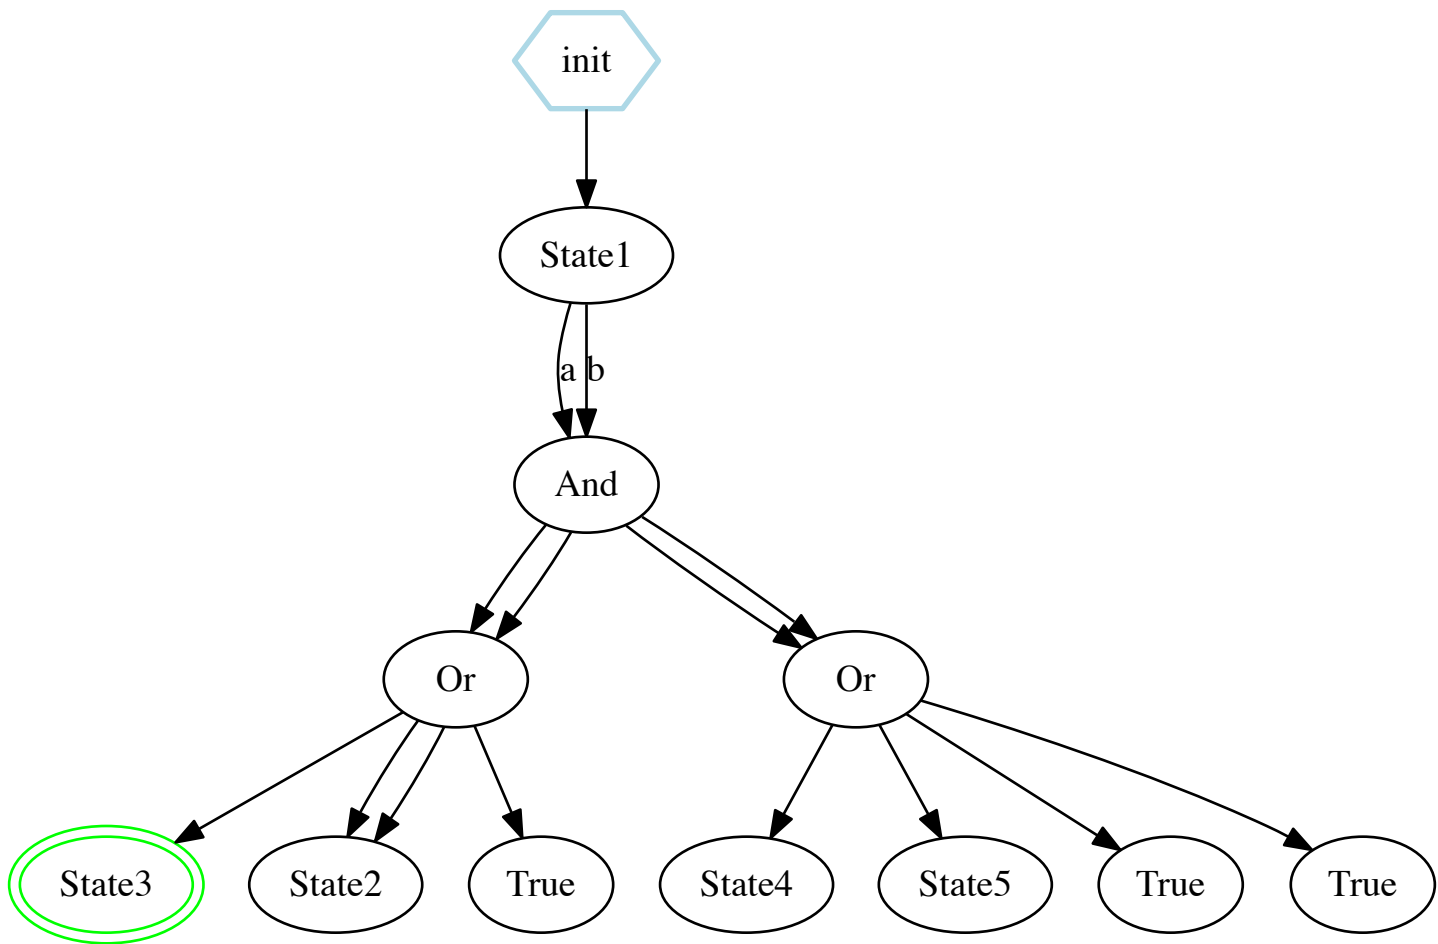 init
State1
a b
And
Or Or
State3 State2 True State4 State5 True True